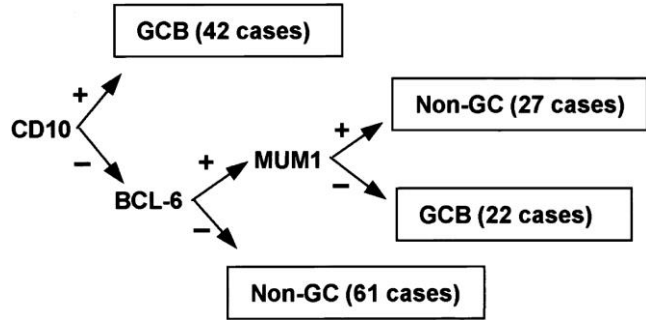 GCB (42 cases)
+
CD10
−
Non-GC (27 cases)
+
+
MUM1
−
BCL-6
GCB (22 cases)
−
Non-GC (61 cases)